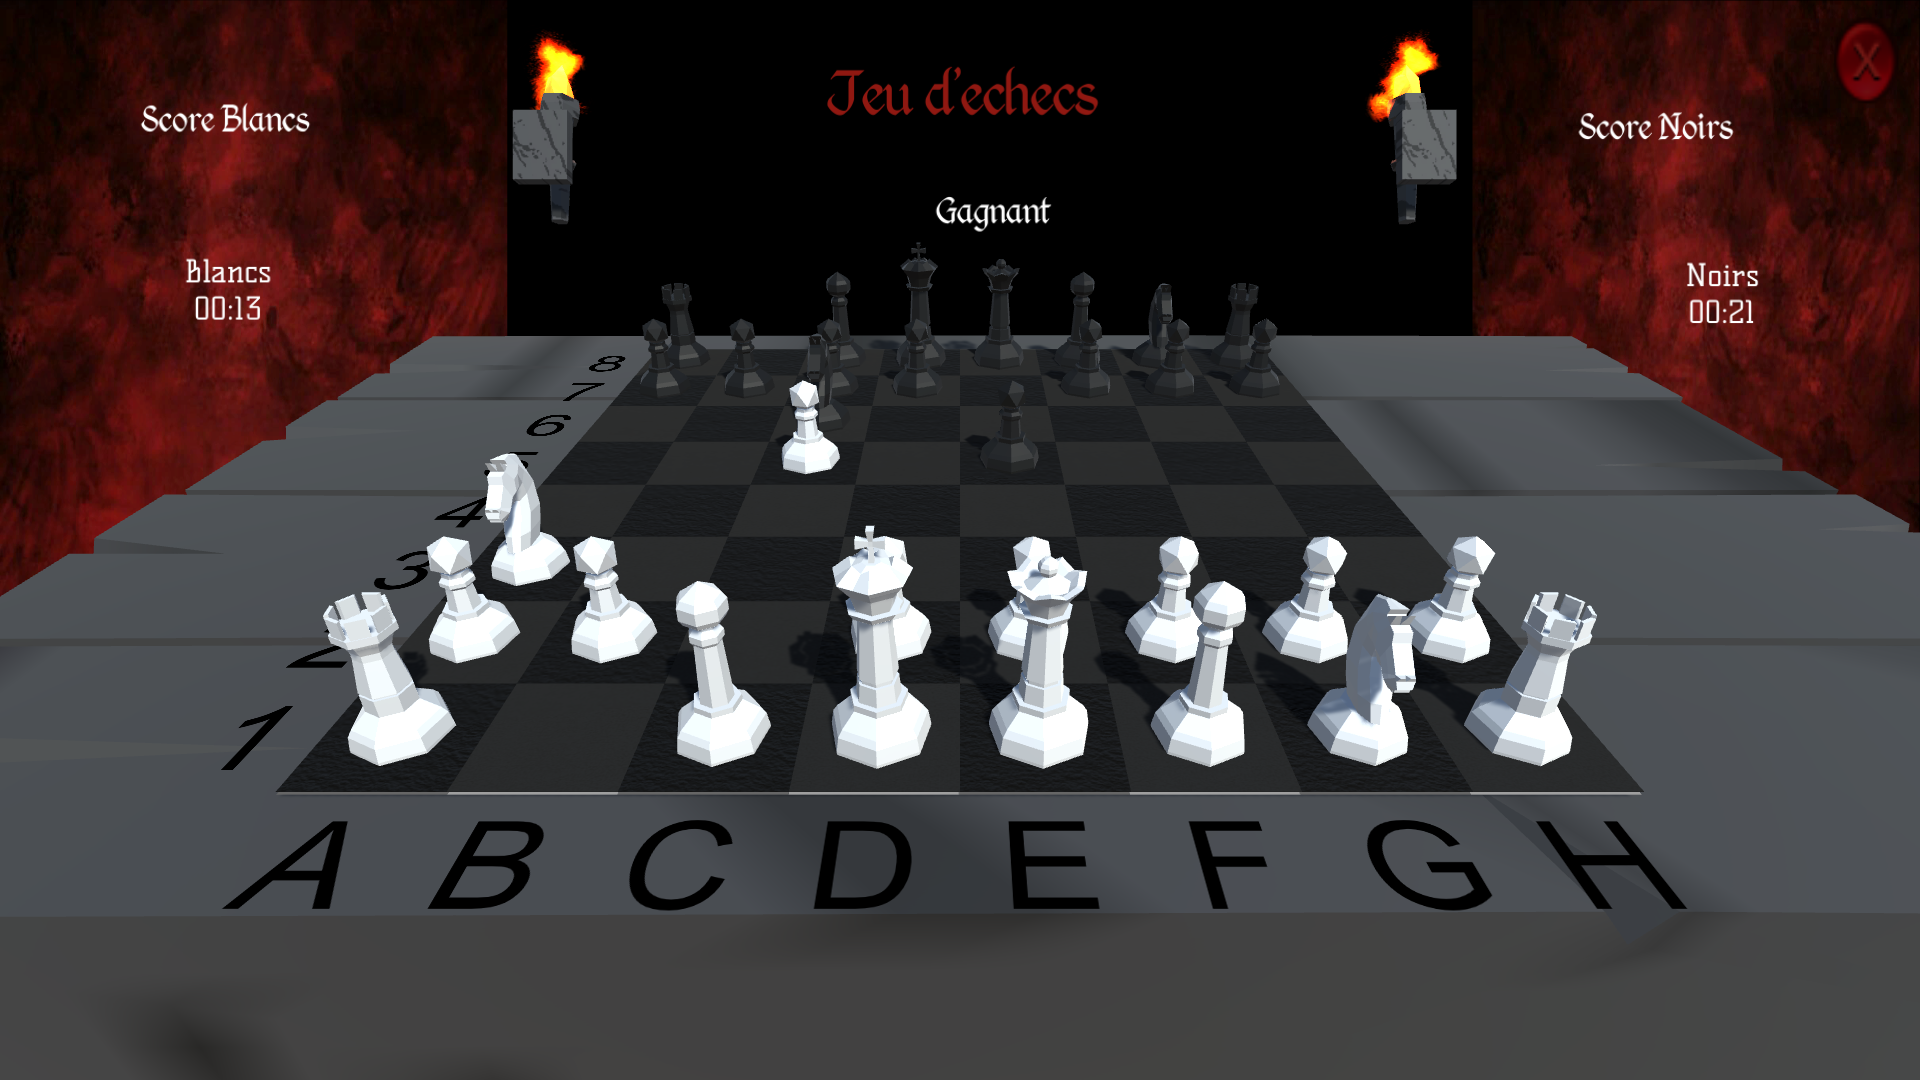 Jeu d'echecs
Score Blancs
Score Noirs
X
Gagnant
Blancs
00:13
Noirs
00:21
8
7
6
5
4
3
2
1
A B C D E F G H